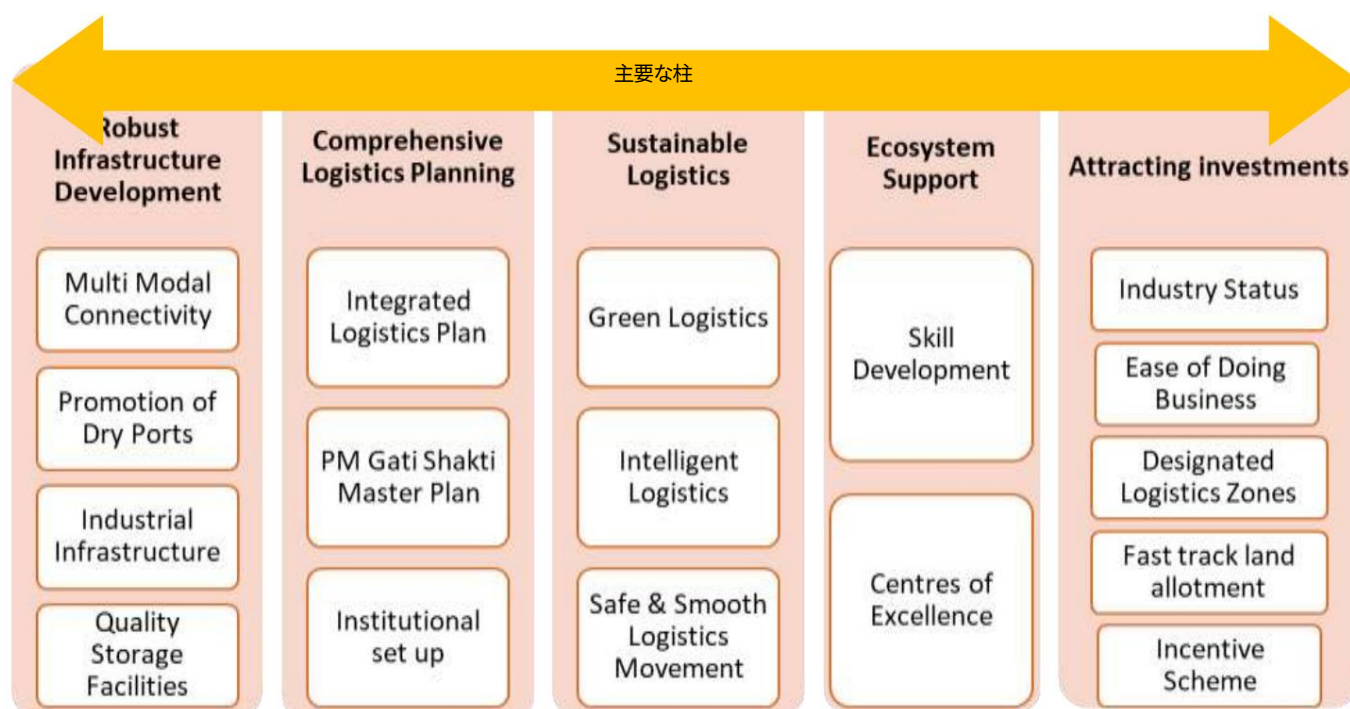 主要な柱
Robust
Infrastructure
Development
Multi Modal
Connectivity
Promotion of
Dry Ports
Industrial
Infrastructure
Quality
Storage
Facilities
Comprehensive
Logistics Planning
Integrated
Logistics Plan
PM Gati Shakti
Master Plan
Institutional
set up
Sustainable
Logistics
Green Logistics
Intelligent
Logistics
Safe & Smooth
Logistics
Movement
Ecosystem
Support
Skill
Development
Centres of
Excellence
Attracting investments
Industry Status
Ease of Doing
Business
Designated
Logistics Zones
Fast track land
allotment
Incentive
Scheme